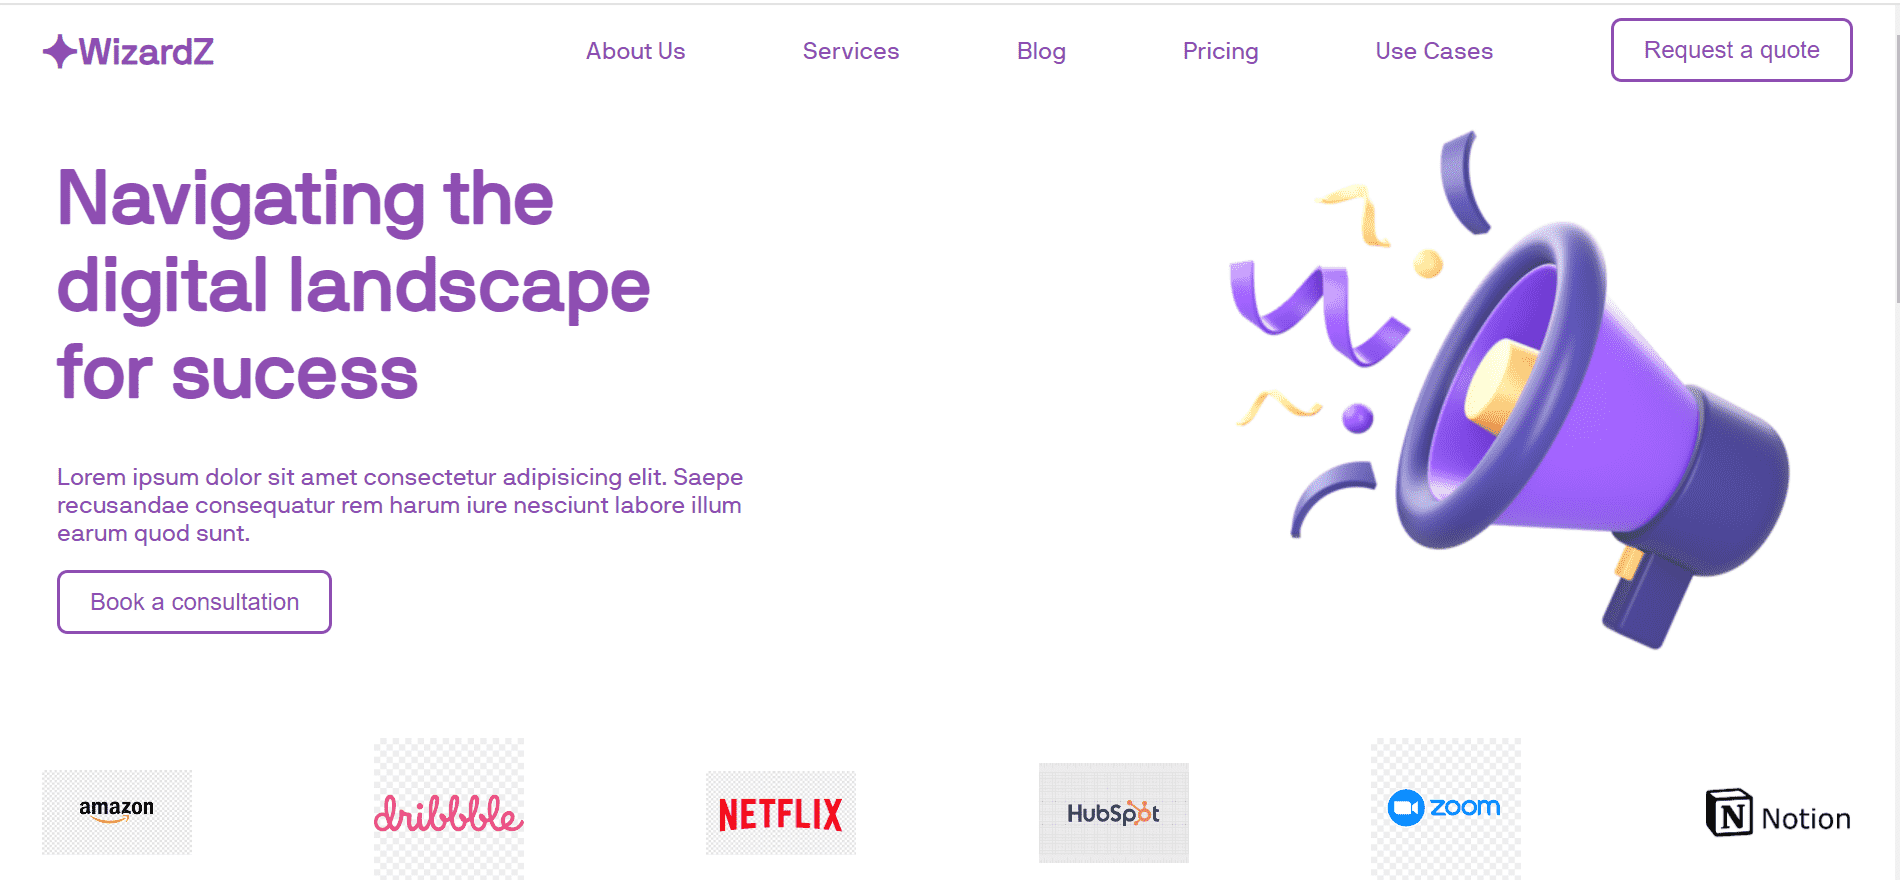 WizardZ
About Us
Services
Blog
Pricing
Use Cases
Request a quote
Navigating the
digital landscape
for sucess
Lorem ipsum dolor sit amet consectetur adipisicing elit. Saepe
recusandae consequatur rem harum iure nesciunt labore illum
earum quod sunt.
Book a consultation
amazon
dribbble
NETFLIX
HubSpot
zoom
N Notion